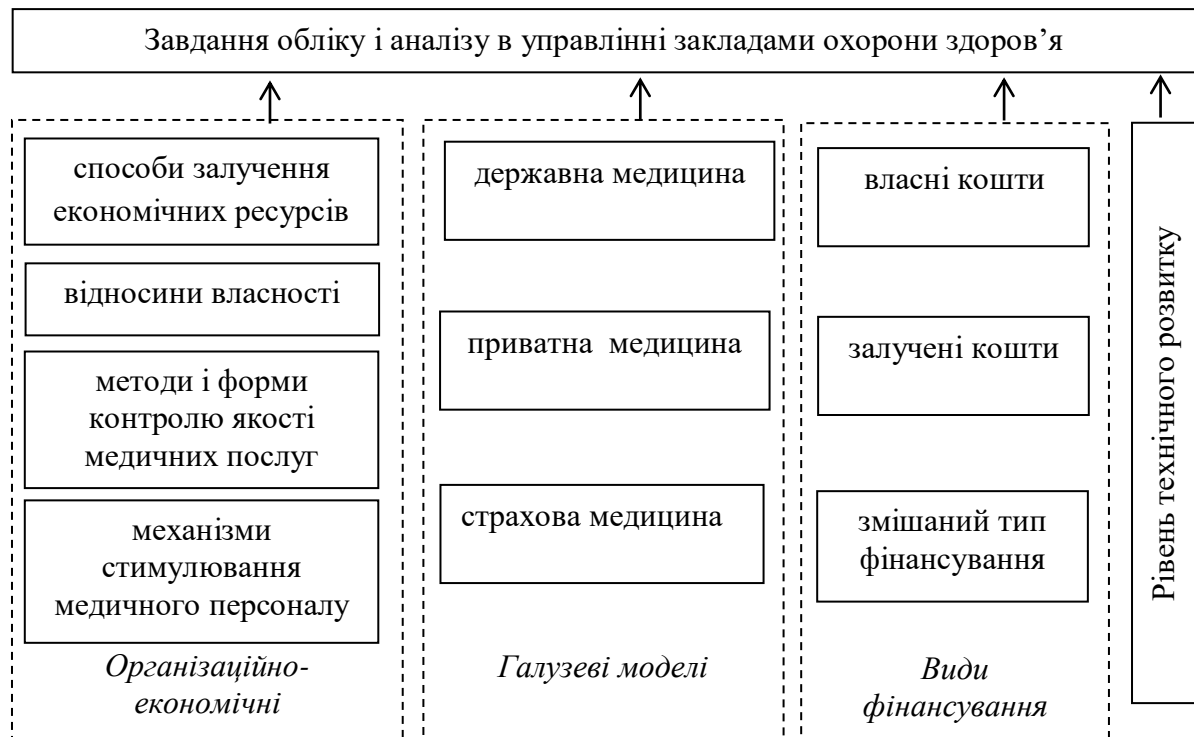 Завдання обліку і аналізу в управлінні закладами охорони здоров’я
способи залучення
економічних ресурсів
відносини власності
методи і форми
контролю якості
медичних послуг
механізми
стимулювання
медичного персоналу
Організаційно-
економічні
державна медицина
приватна медицина
страхова медицина
Галузеві моделі
власні кошти
залучені кошти
змішаний тип
фінансування
Види
фінансування
Рівень технічного розвитку